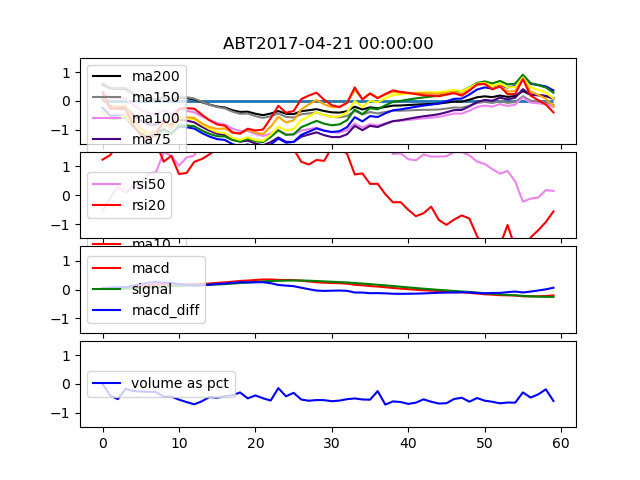 ABT2017-04-21 00:00:00
1
0
−1
ma200
ma150
ma100
ma75
1
0
−1
rsi50
rsi20
ma10
1
0
−1
macd
signal
macd_diff
1
0
−1
volume as pct
0 10 20 30 40 50 60